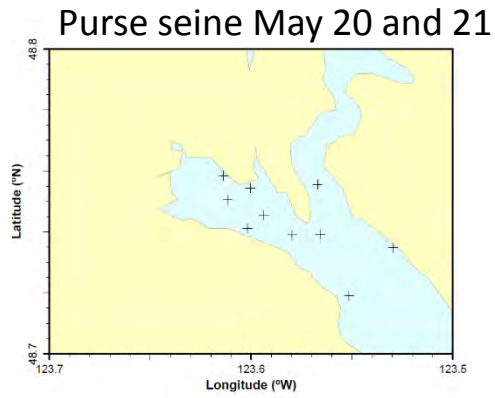 Purse seine May 20 and 21
48.8
Latitude (ºN)
48.7
123.7
123.6
123.5
Longitude (ºW)